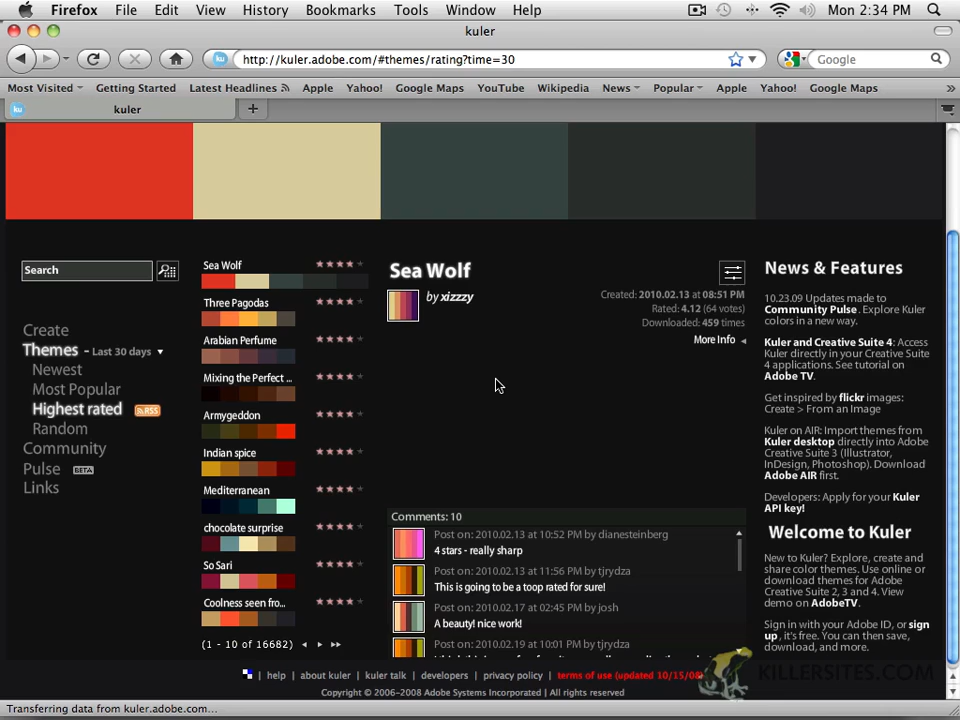 Firefox File Edit View History Bookmarks Tools Window Help Mon 2:34 PM
kuler
http://kuler.adobe.com/#themes/rating?time=30
Google
Most Visited Getting Started Latest Headlines Apple Yahoo! Google Maps YouTube Wikipedia News Popular Apple Yahoo! Google Maps »
ku kuler +
Search
Create
Themes - Last 30 days
Newest
Most Popular
Highest rated RSS
Random
Community
Pulse BETA
Links
Sea Wolf
Three Pagodas
Arabian Perfume
Mixing the Perfect ...
Armygeddon
Indian spice
Mediterranean
chocolate surprise
So Sari
Coolness seen fro...
(1 - 10 of 16682)
Sea Wolf
by xizzzy
Created: 2010.02.13 at 08:51 PM
Rated: 4.12 (64 votes)
Downloaded: 459 times
More Info
Comments: 10
Post on: 2010.02.13 at 10:52 PM by dianesteinberg
4 stars - really sharp
Post on: 2010.02.13 at 11:56 PM by tjrydza
This is going to be a toop rated for sure!
Post on: 2010.02.17 at 02:45 PM by josh
A beauty! nice work!
Post on: 2010.02.19 at 10:01 PM by tjrydza
News & Features
10.23.09 Updates made to
Community Pulse. Explore Kuler
colors in a new way.
Kuler and Creative Suite 4: Access
Kuler directly in your Creative Suite
4 applications. See tutorial on
Adobe TV.
Get inspired by flickr images:
Create > From an Image
Kuler on AIR: Import themes from
Kuler desktop directly into Adobe
Creative Suite 3 (Illustrator,
InDesign, Photoshop). Download
Adobe AIR first.
Developers: Apply for your Kuler
API key!
Welcome to Kuler
New to Kuler? Explore, create and
share color themes. Use online or
download themes for Adobe
Creative Suite 2, 3 and 4. View
demo on AdobeTV.
Sign in with your Adobe ID, or sign
up, it's free. You can then save,
download, and more.
KILLERSITES.COM
help | about kuler | kuler talk | developers | privacy policy | terms of use (updated 10/15/08)
Copyright © 2006-2008 Adobe Systems Incorporated | All rights reserved
Transferring data from kuler.adobe.com...